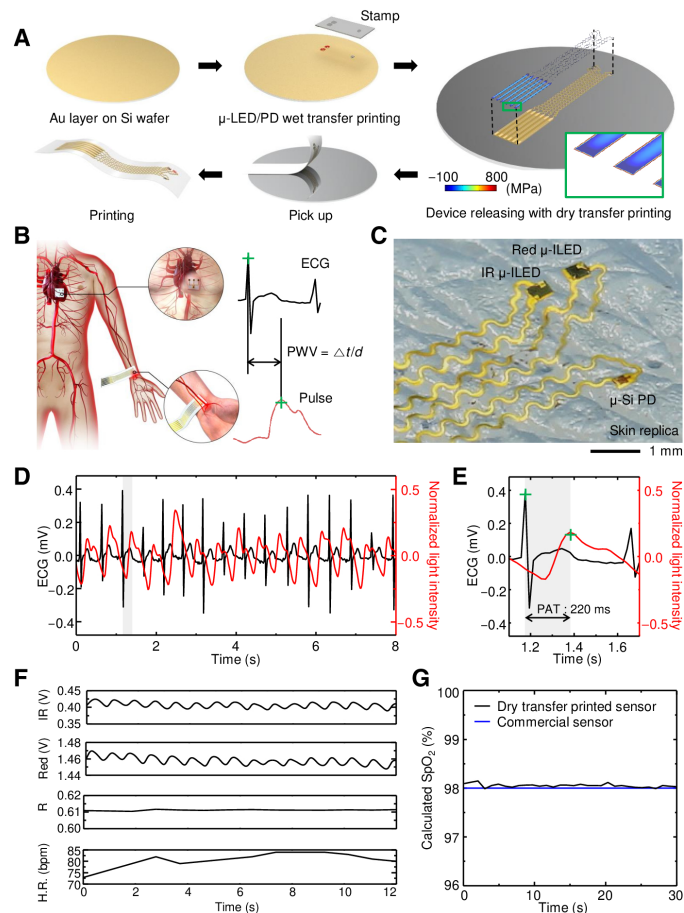 A
Stamp
Au layer on Si wafer
μ-LED/PD wet transfer printing
−100
800
(MPa)
Printing
Pick up
Device releasing with dry transfer printing
B
ECG
PWV = △t/d
Pulse
C
Red μ-ILED
IR μ-ILED
μ-Si PD
Skin replica
1 mm
D
ECG (mV)
0.4
0.2
0.0
−0.2
−0.4
0
2
4
6
8
Time (s)
0.5
0.0
−0.5
Normalized light intensity
E
ECG (mV)
0.4
0.2
0.0
−0.2
−0.4
PAT : 220 ms
1.2
1.4
1.6
Time (s)
0.5
0.0
−0.5
Normalized light
intensity
F
IR (V)
0.45
0.40
0.35
Red (V)
1.48
1.46
1.44
R
0.62
0.61
0.60
H.R. (bpm)
85
80
75
70
0
2
4
6
8
10
12
Time (s)
G
Calculated SpO2 (%)
100
99
98
97
96
Dry transfer printed sensor
Commercial sensor
0
10
20
30
Time (s)